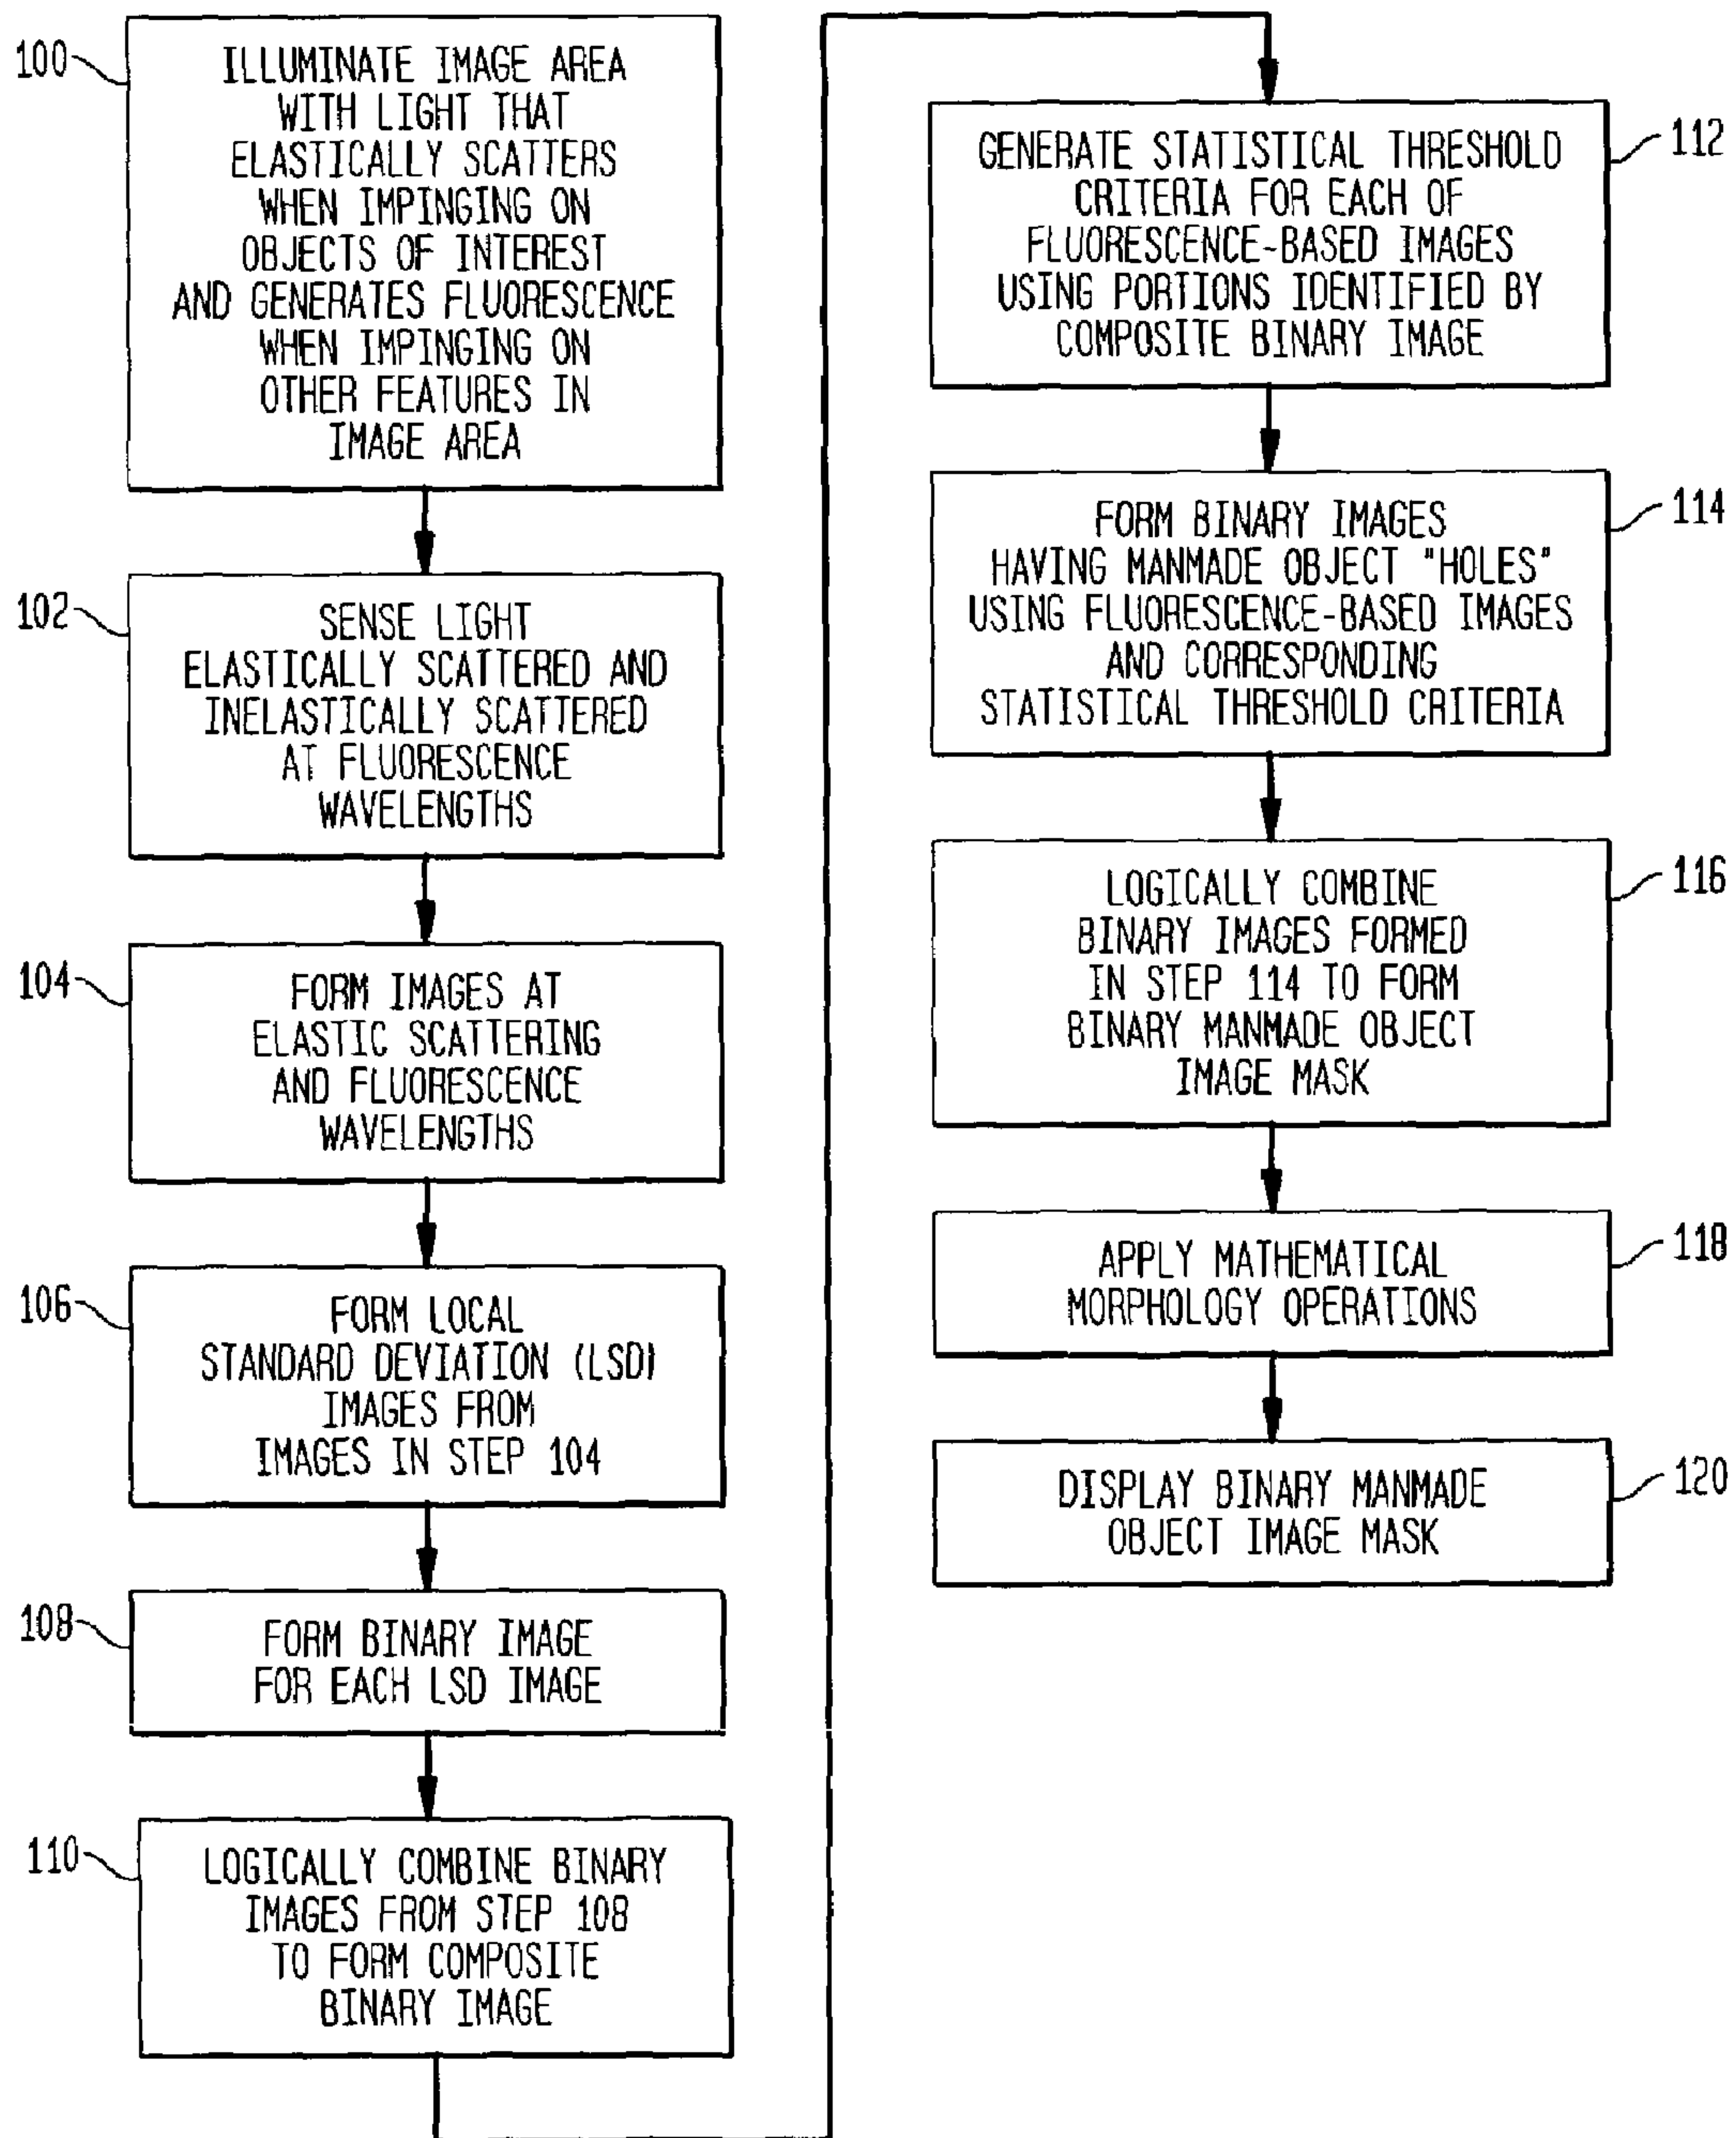 100
ILLUMINATE IMAGE AREA
WITH LIGHT THAT
ELASTICALLY SCATTERS
WHEN IMPINGING ON
OBJECTS OF INTEREST
AND GENERATES FLUORESCENCE
WHEN IMPINGING ON
OTHER FEATURES IN
IMAGE AREA
102
SENSE LIGHT
ELASTICALLY SCATTERED AND
INELASTICALLY SCATTERED
AT FLUORESCENCE
WAVELENGTHS
104
FORM IMAGES AT
ELASTIC SCATTERING
AND FLUORESCENCE
WAVELENGTHS
106
FORM LOCAL
STANDARD DEVIATION (LSD)
IMAGES FROM
IMAGES IN STEP 104
108
FORM BINARY IMAGE
FOR EACH LSD IMAGE
110
LOGICALLY COMBINE BINARY
IMAGES FROM STEP 108
TO FORM COMPOSITE
BINARY IMAGE
112
GENERATE STATISTICAL THRESHOLD
CRITERIA FOR EACH OF
FLUORESCENCE-BASED IMAGES
USING PORTIONS IDENTIFIED BY
COMPOSITE BINARY IMAGE
114
FORM BINARY IMAGES
HAVING MANMADE OBJECT "HOLES"
USING FLUORESCENCE-BASED IMAGES
AND CORRESPONDING
STATISTICAL THRESHOLD CRITERIA
116
LOGICALLY COMBINE
BINARY IMAGES FORMED
IN STEP 114 TO FORM
BINARY MANMADE OBJECT
IMAGE MASK
118
APPLY MATHEMATICAL
MORPHOLOGY OPERATIONS
120
DISPLAY BINARY MANMADE
OBJECT IMAGE MASK